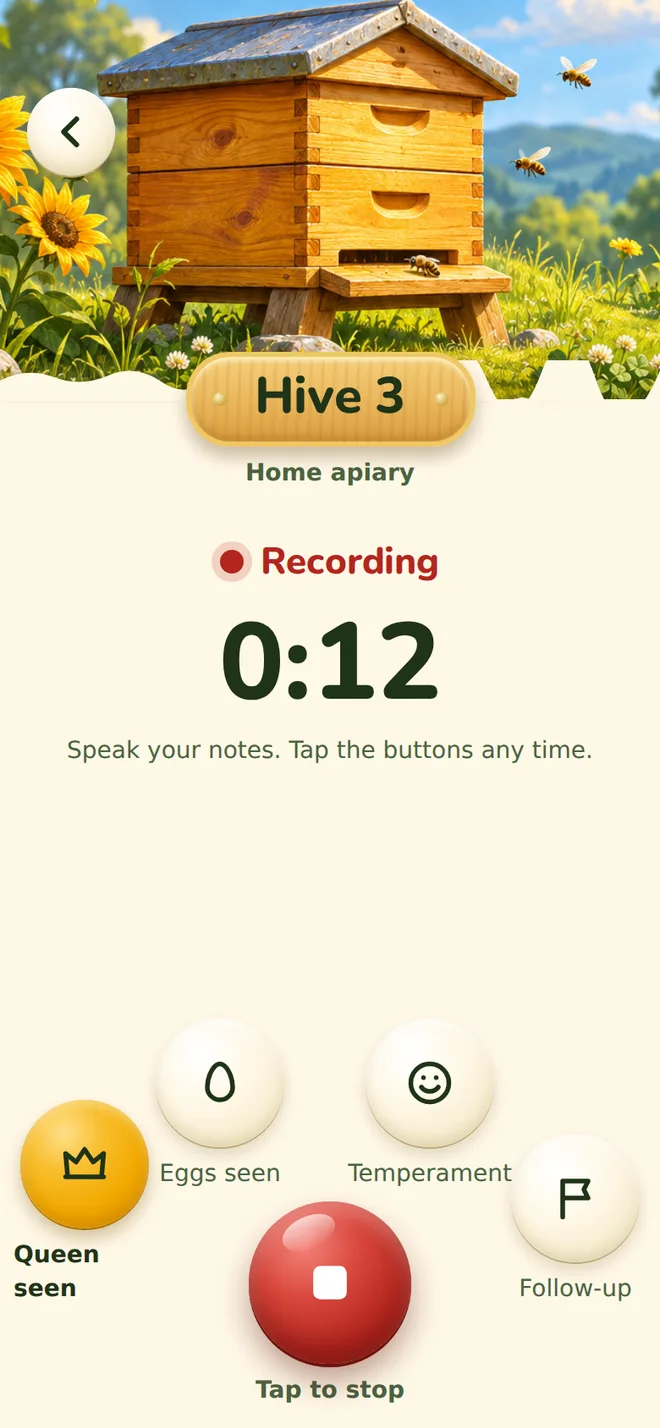 Hive 3
Home apiary
Recording
0:12
Speak your notes. Tap the buttons any time.
Eggs seen
Temperament
Queen
seen
Follow-up
Tap to stop